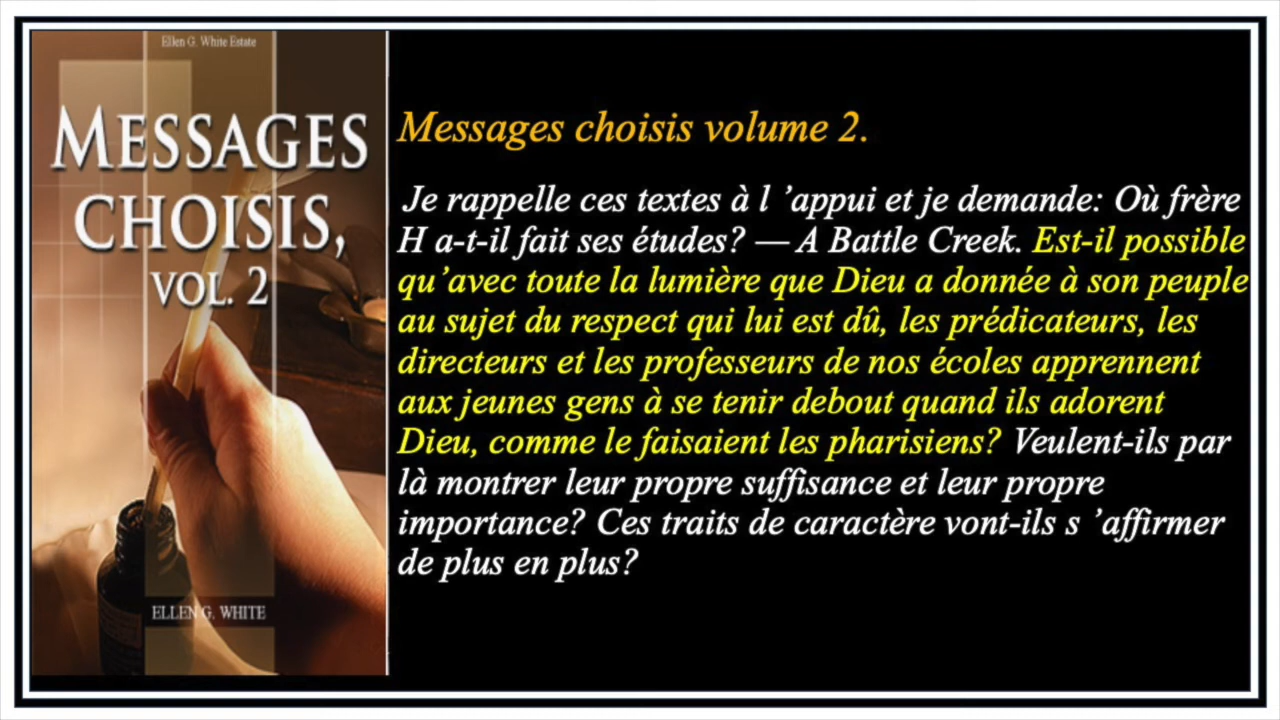 Ellen G. White Estate
MESSAGES
CHOISIS,
VOL. 2
ELLEN G. WHITE
Messages choisis volume 2.
Je rappelle ces textes à l ’appui et je demande: Où frère
H a-t-il fait ses études? — A Battle Creek. Est-il possible
qu’avec toute la lumière que Dieu a donnée à son peuple
au sujet du respect qui lui est dû, les prédicateurs, les
directeurs et les professeurs de nos écoles apprennent
aux jeunes gens à se tenir debout quand ils adorent
Dieu, comme le faisaient les pharisiens? Veulent-ils par
là montrer leur propre suffisance et leur propre
importance? Ces traits de caractère vont-ils s ’affirmer
de plus en plus?